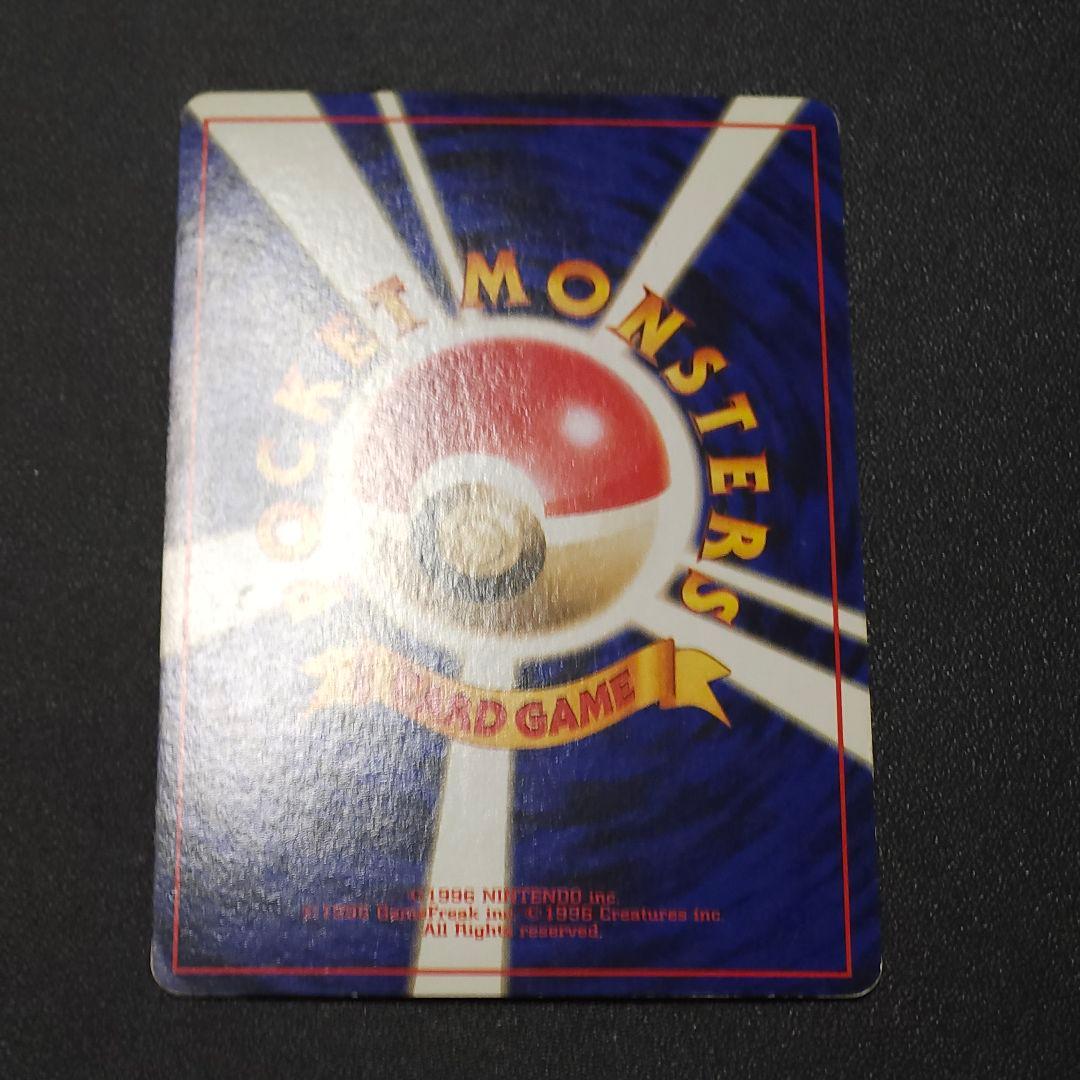 POCKET MONSTERS
CARD GAME
©1996 NINTENDO inc.
©1996 GameFreak inc. ©1996 Creatures inc.
All Rights reserved.